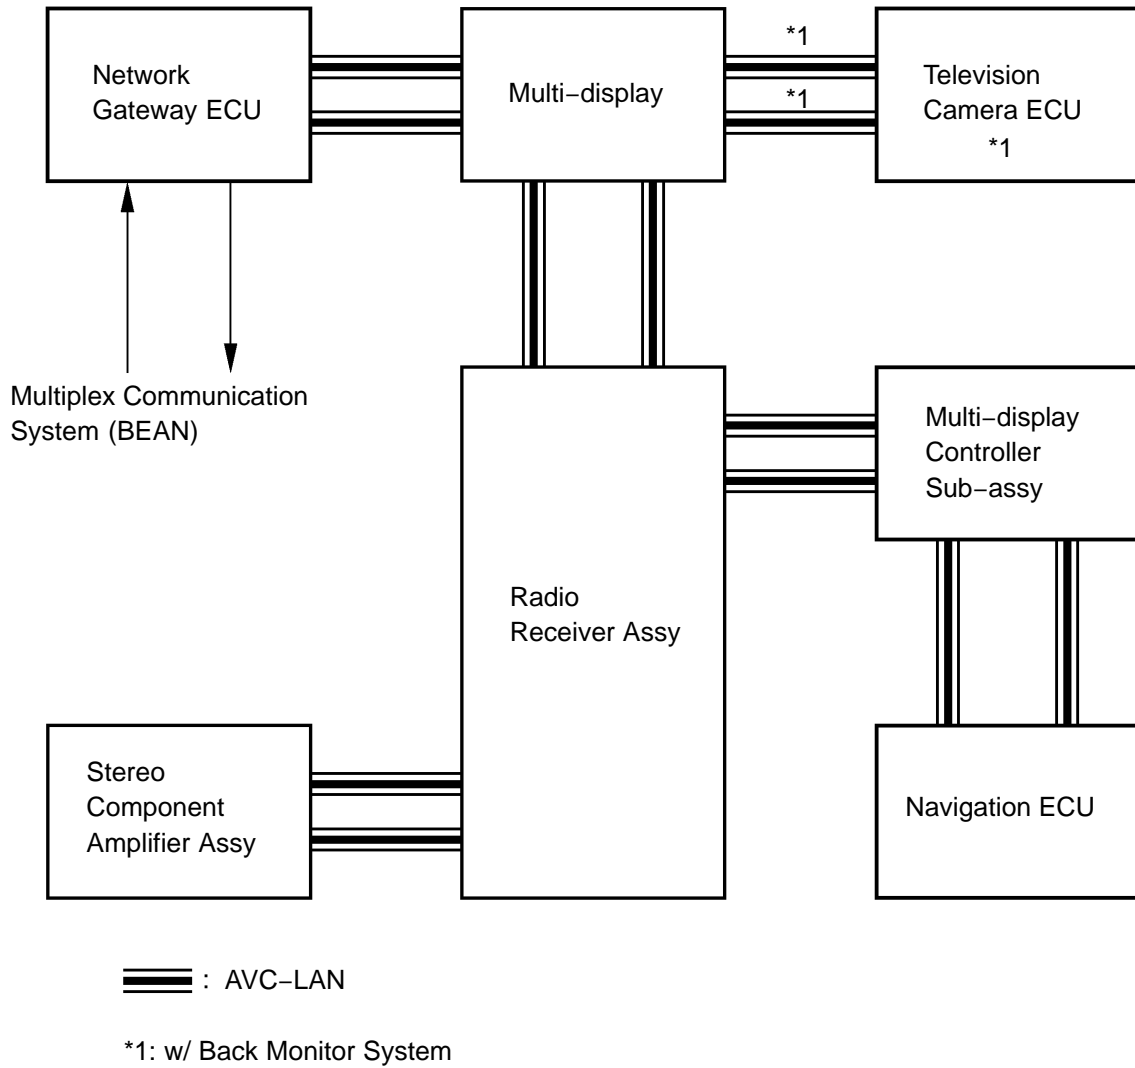 Network
Gateway ECU
Multi−display
*1
*1
Television
Camera ECU
*1
Multiplex Communication
System (BEAN)
Multi−display
Controller
Sub−assy
Radio
Receiver Assy
Stereo
Component
Amplifier Assy
Navigation ECU
: AVC−LAN
*1: w/ Back Monitor System